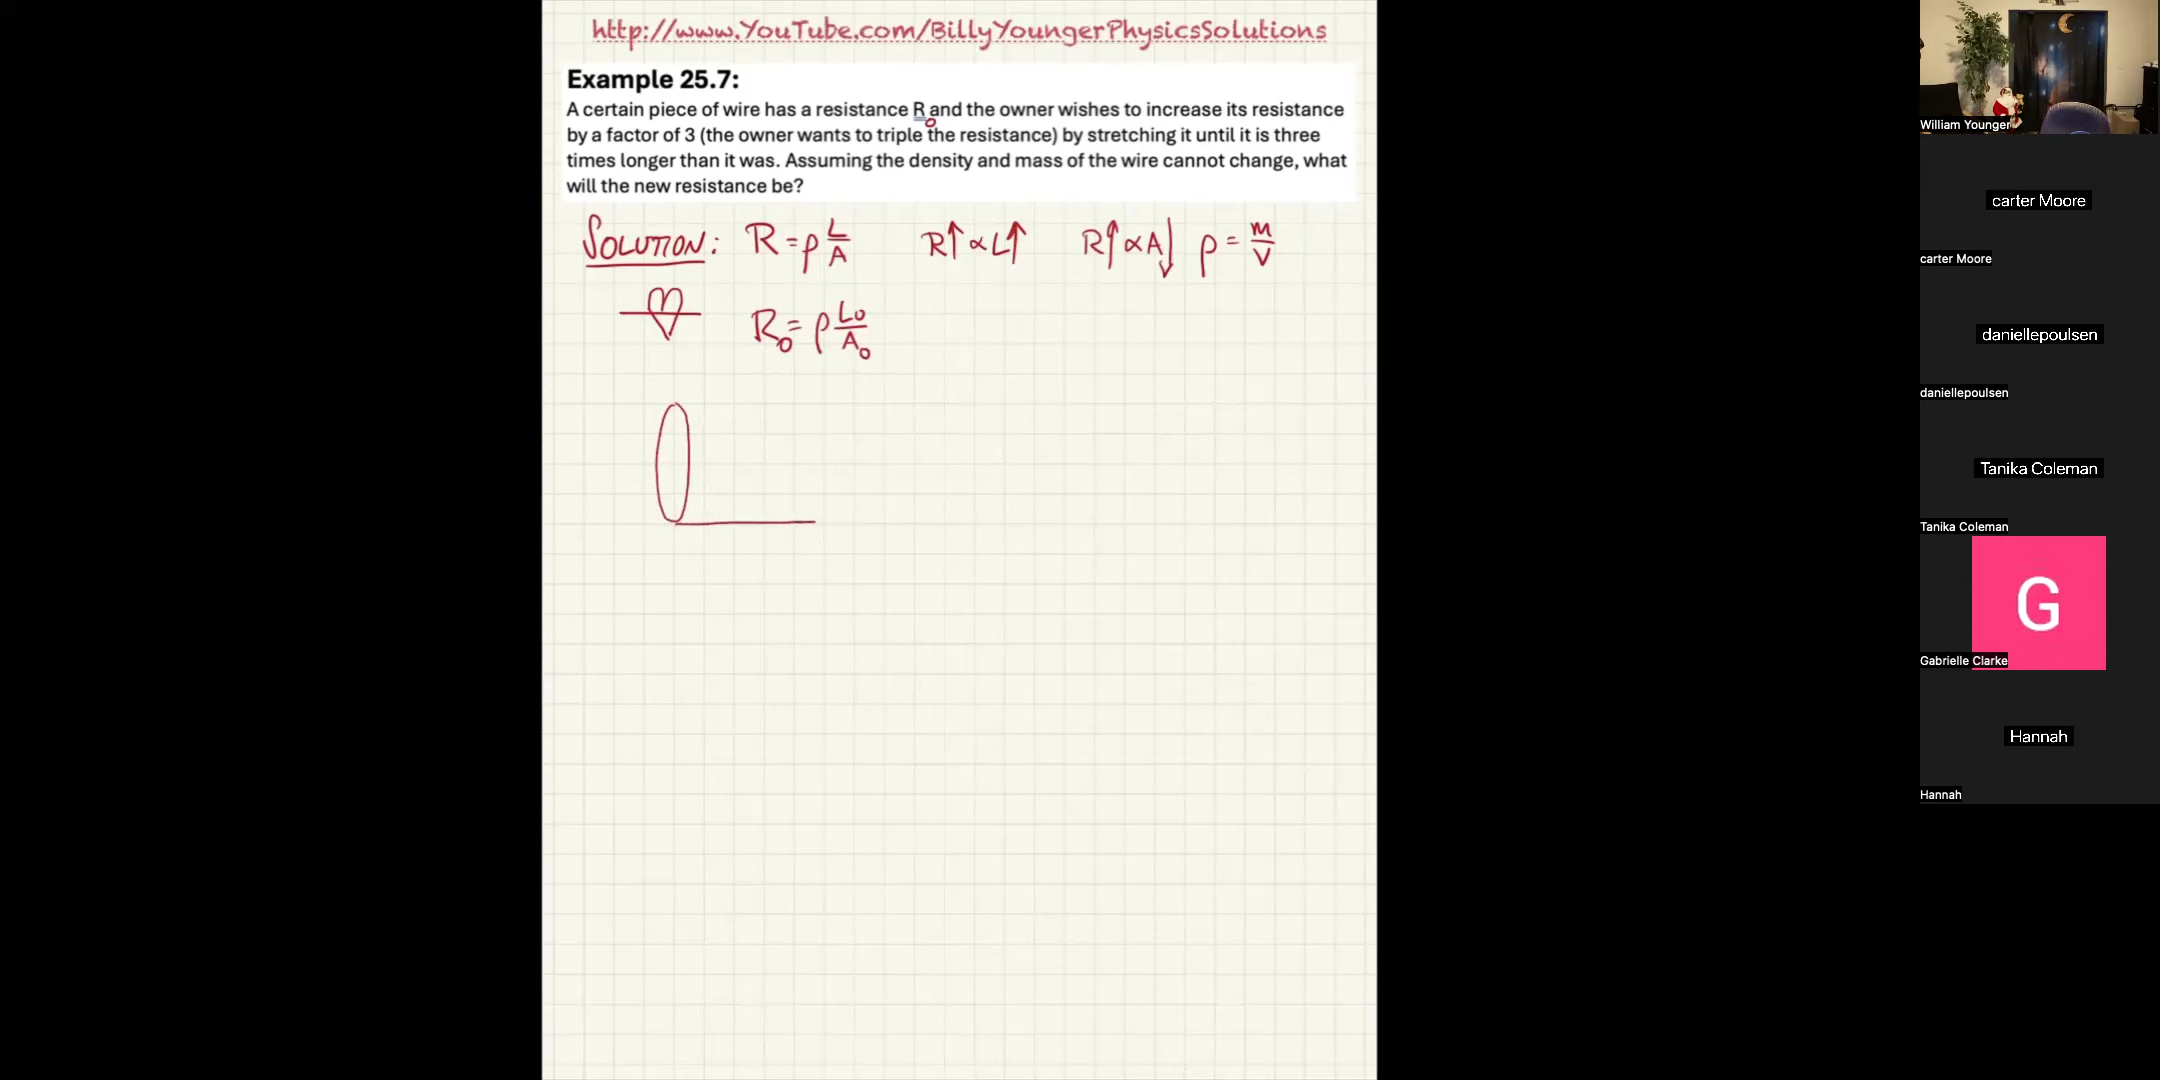 http://www.YouTube.com/BillyYoungerPhysicsSolutions
Example 25.7:
A certain piece of wire has a resistance R₀ and the owner wishes to increase its resistance
by a factor of 3 (the owner wants to triple the resistance) by stretching it until it is three
times longer than it was. Assuming the density and mass of the wire cannot change, what
will the new resistance be?
SOLUTION: R = ρ L/A R↑ ∝ L↑ R↑ ∝ A↓ ρ = m/V
R₀ = ρ L₀/A₀
William Younger
carter Moore
carter Moore
daniellepoulsen
daniellepoulsen
Tanika Coleman
Tanika Coleman
G
Gabrielle Clarke
Hannah
Hannah